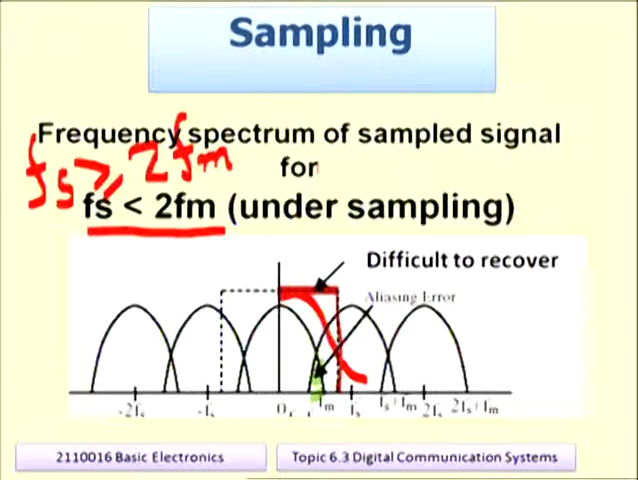 Sampling
Frequency spectrum of sampled signal
for
fs ≥ 2fm
fs < 2fm (under sampling)
Difficult to recover
Aliasing Error
-2fs -fs 0 fm fs fs+fm 2fs 2fs+fm
2110016 Basic Electronics
Topic 6.3 Digital Communication Systems